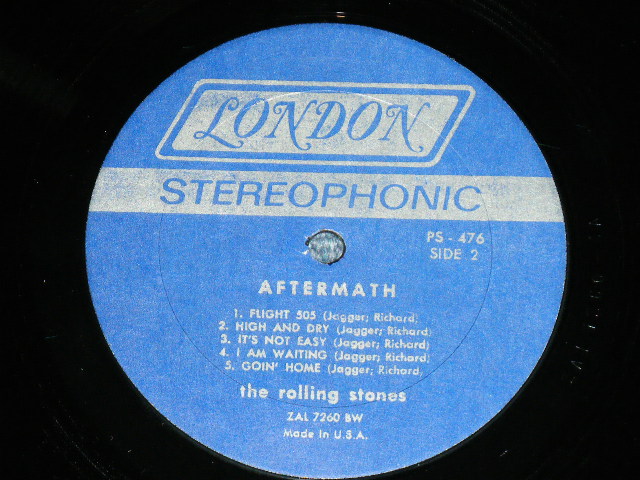 LONDON
STEREOPHONIC
PS - 476
SIDE 2
AFTERMATH
1. FLIGHT 505 (Jagger; Richard)
2. HIGH AND DRY (Jagger; Richard)
3. IT'S NOT EASY (Jagger; Richard)
4. I AM WAITING (Jagger; Richard)
5. GOIN' HOME (Jagger; Richard)
the rolling stones
ZAL 7260 BW
Made In U.S.A.